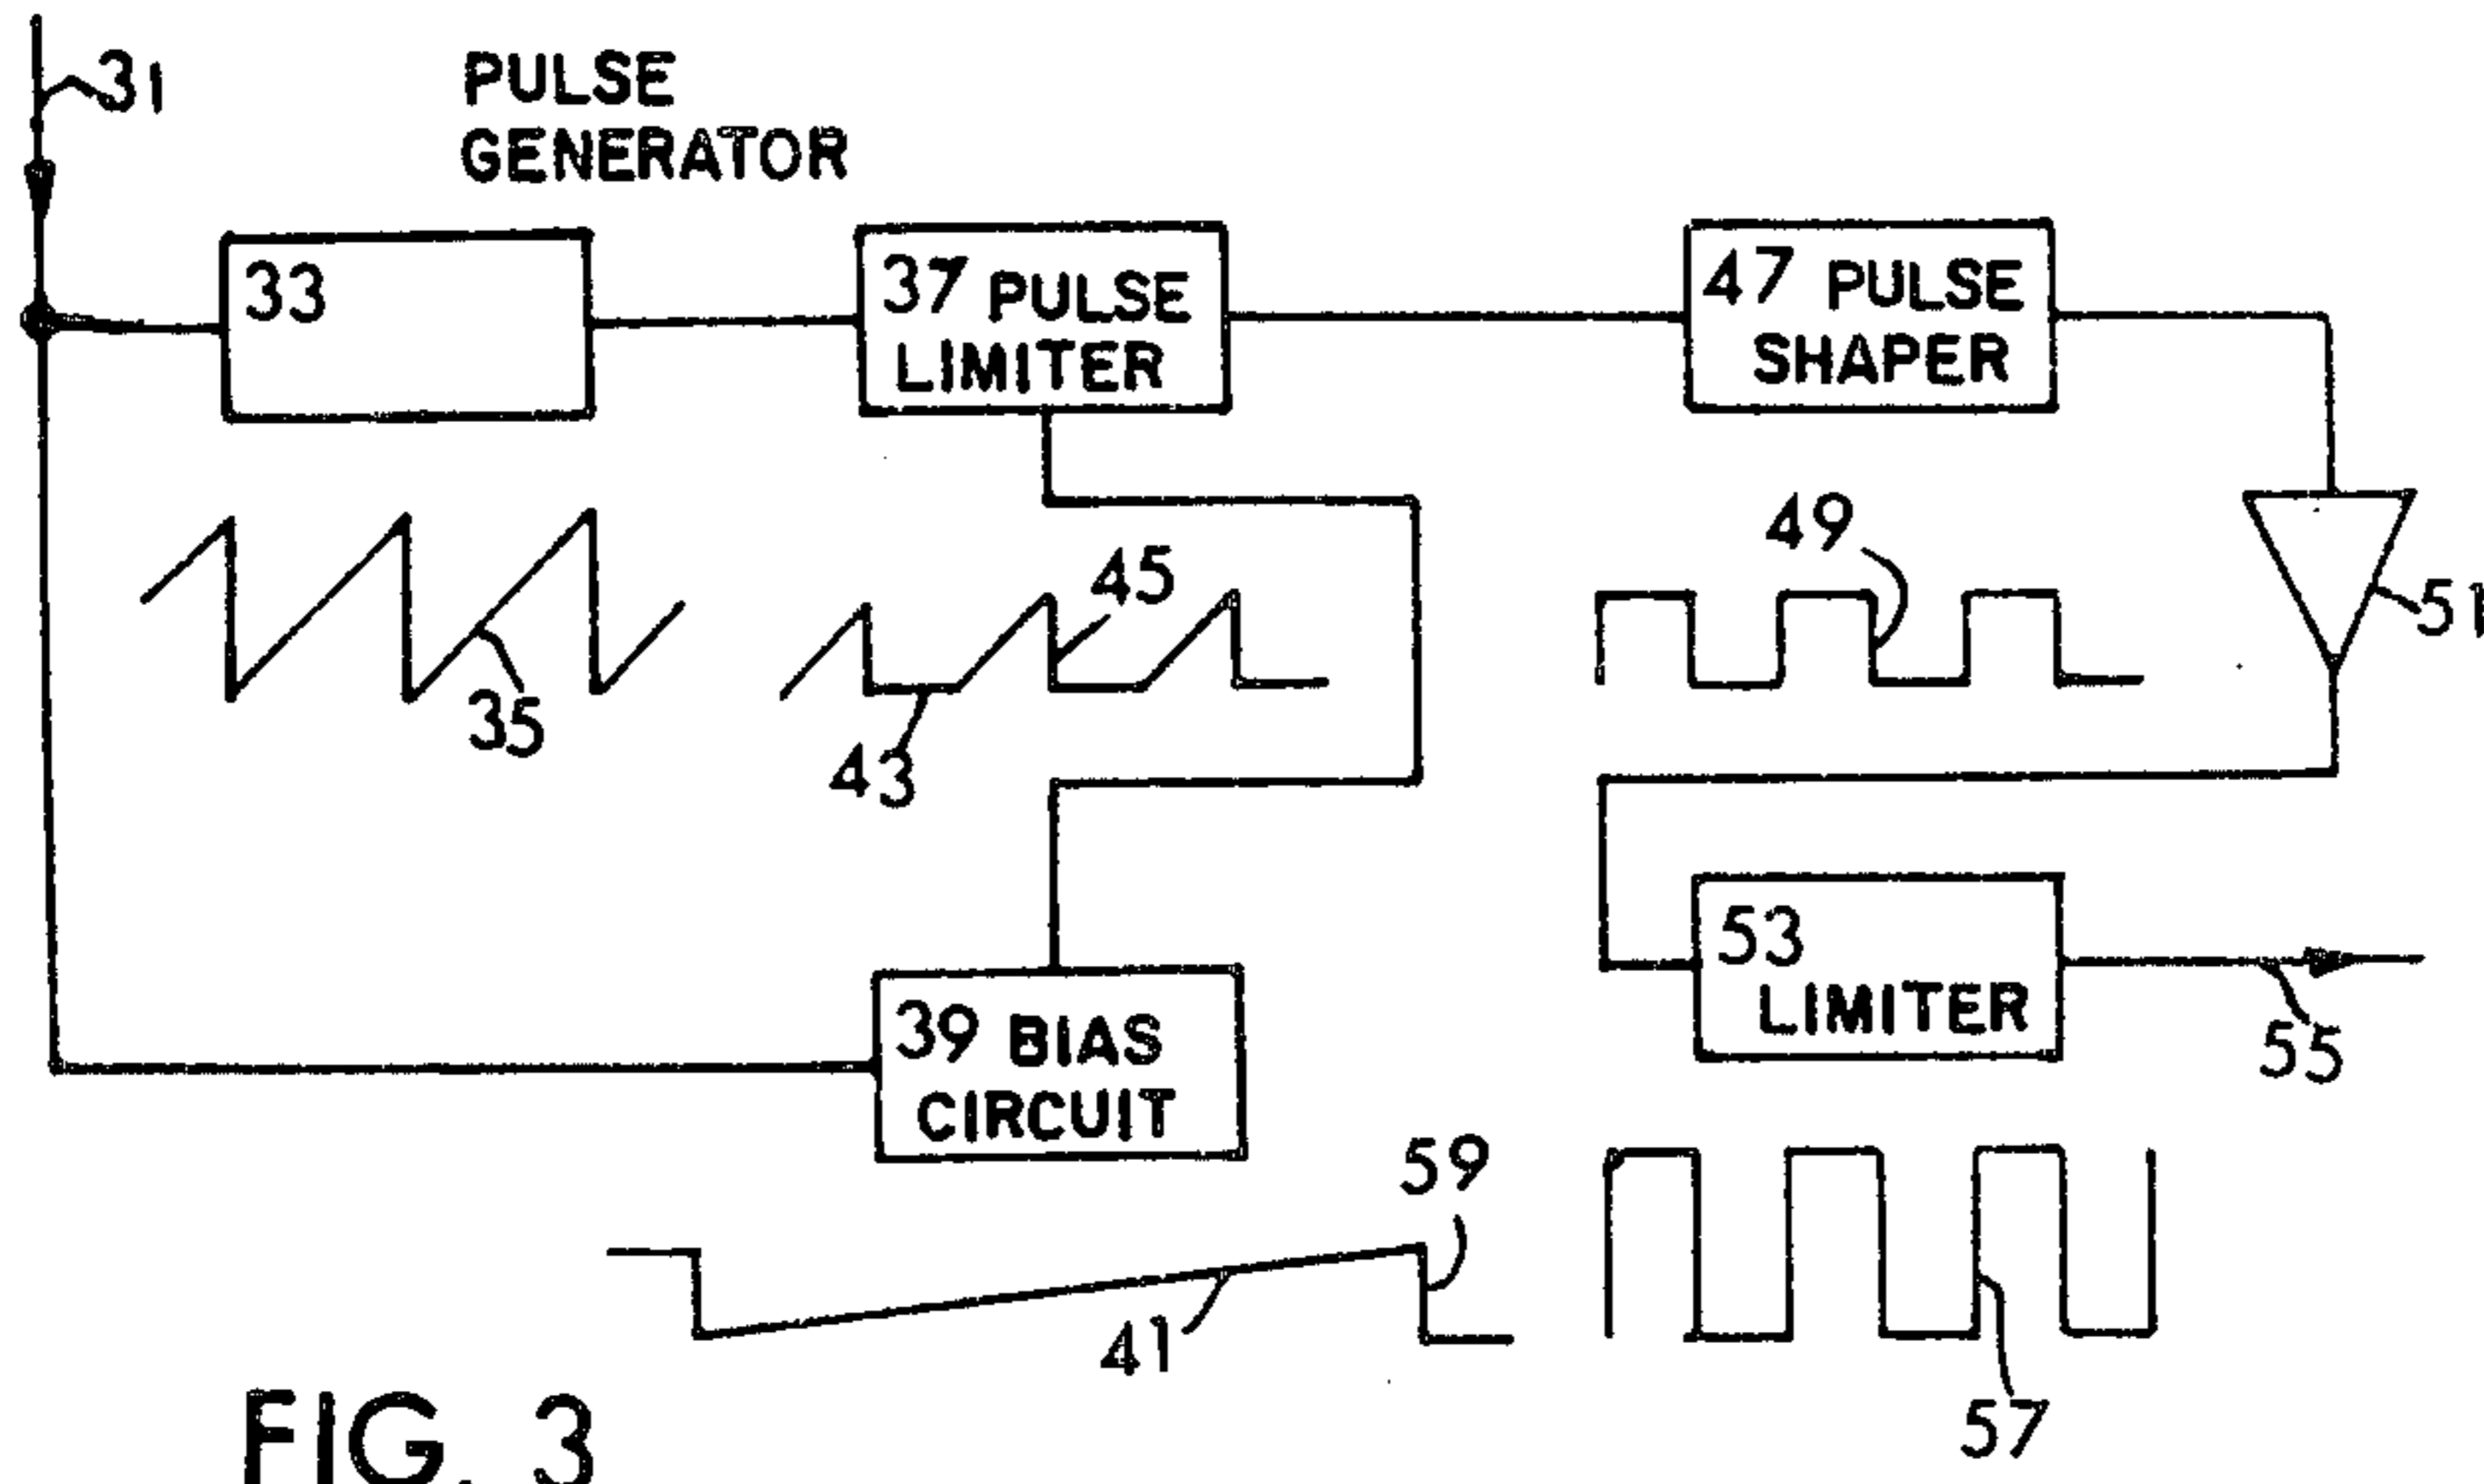 31
PULSE
GENERATOR
33
37 PULSE
LIMITER
47 PULSE
SHAPER
35
43
45
49
51
39 BIAS
CIRCUIT
53
LIMITER
55
41
59
57
FIG. 3